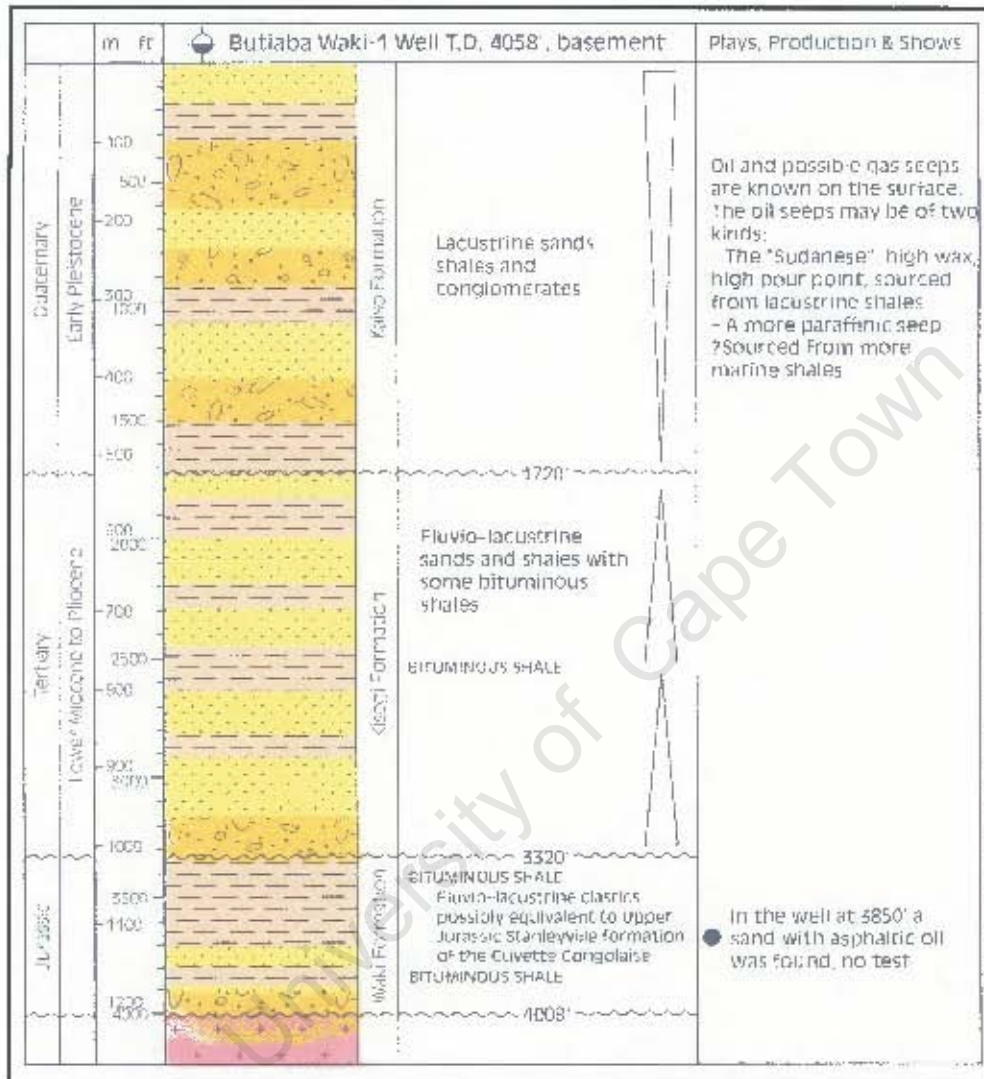 m ft
Butiaba Waki-1 Well T.D. 4058', basement
Plays, Production & Shows
Quaternary
Early Pleistocene
Tertiary
Lower Miocene to Pliocene
Jurassic
100
500
200
300
400
1500
1720'
2000
700
2500
900
3320'
3500
1200
4000
4008'
Kaiso Formation
Kisegi Formation
Waki Formation
Lacustrine sands
shales and
conglomerates
Fluvio-lacustrine
sands and shales with
some bituminous
shales
BITUMINOUS SHALE
BITUMINOUS SHALE
Fluvio-lacustrine clastics
possibly equivalent to Upper
Jurassic Stanleyville formation
of the Cuvette Congolaise
BITUMINOUS SHALE
Oil and possible gas seeps
are known on the surface.
The oil seeps may be of two
kinds:
The "Sudanese" high wax,
high pour point, sourced
from lacustrine shales
- A more paraffinic seep
?Sourced From more
marine shales
In the well at 3850' a
sand with asphaltic oil
was found, no test
University of Cape Town